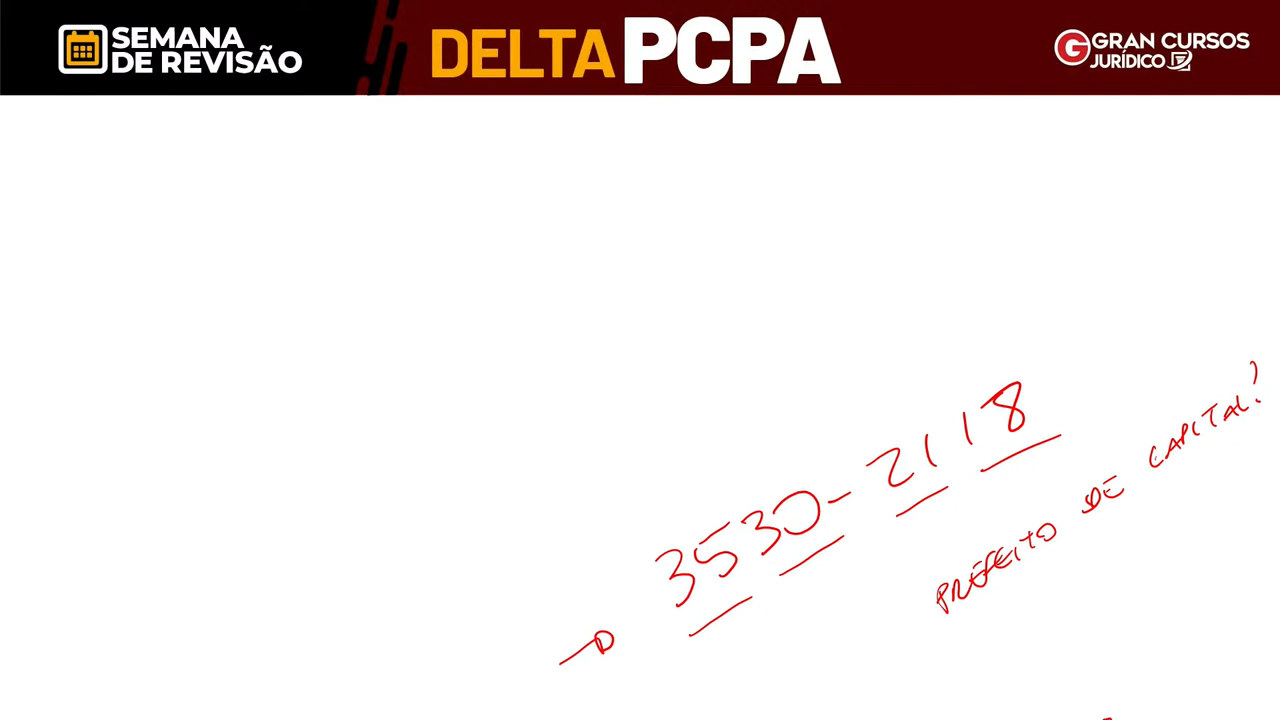 SEMANA
DE REVISÃO
DELTA PCPA
GRAN CURSOS
JURÍDICO
3530-2118
PREFEITO DE CAPITAL?